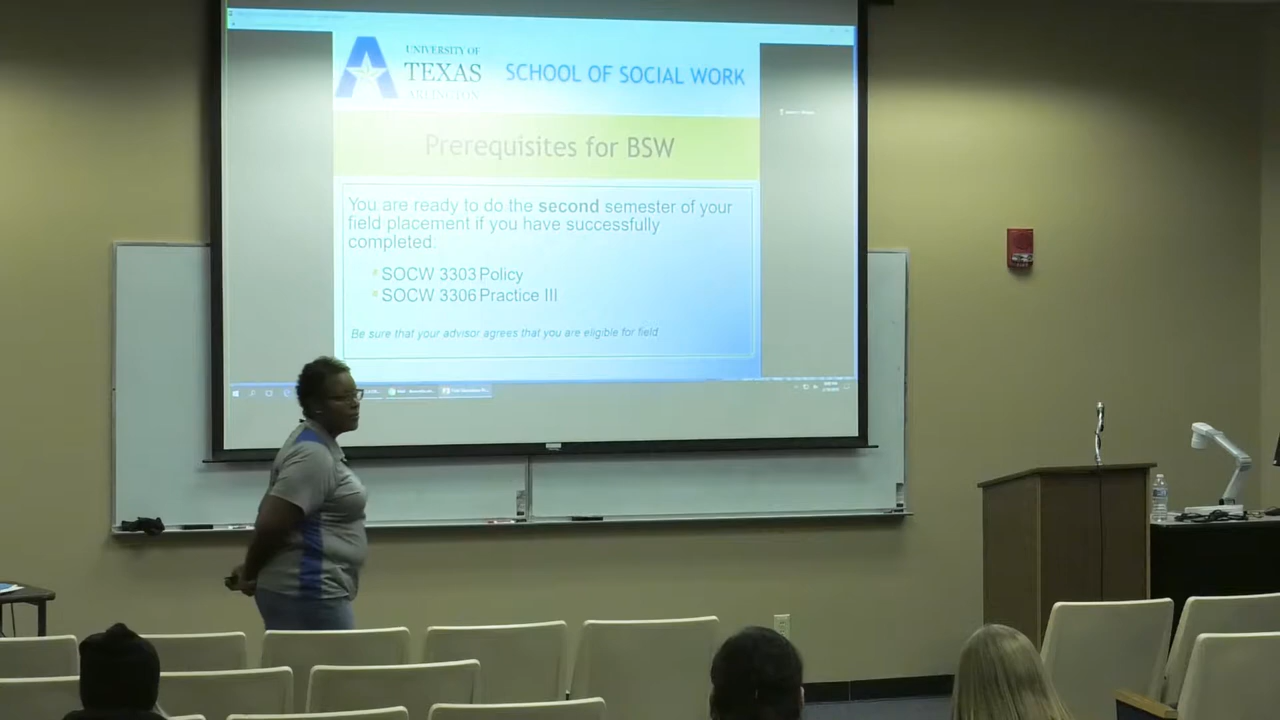 UNIVERSITY OF
TEXAS
ARLINGTON
SCHOOL OF SOCIAL WORK
Prerequisites for BSW
You are ready to do the second semester of your
field placement if you have successfully
completed:
SOCW 3303 Policy
SOCW 3306 Practice III
Be sure that your advisor agrees that you are eligible for field